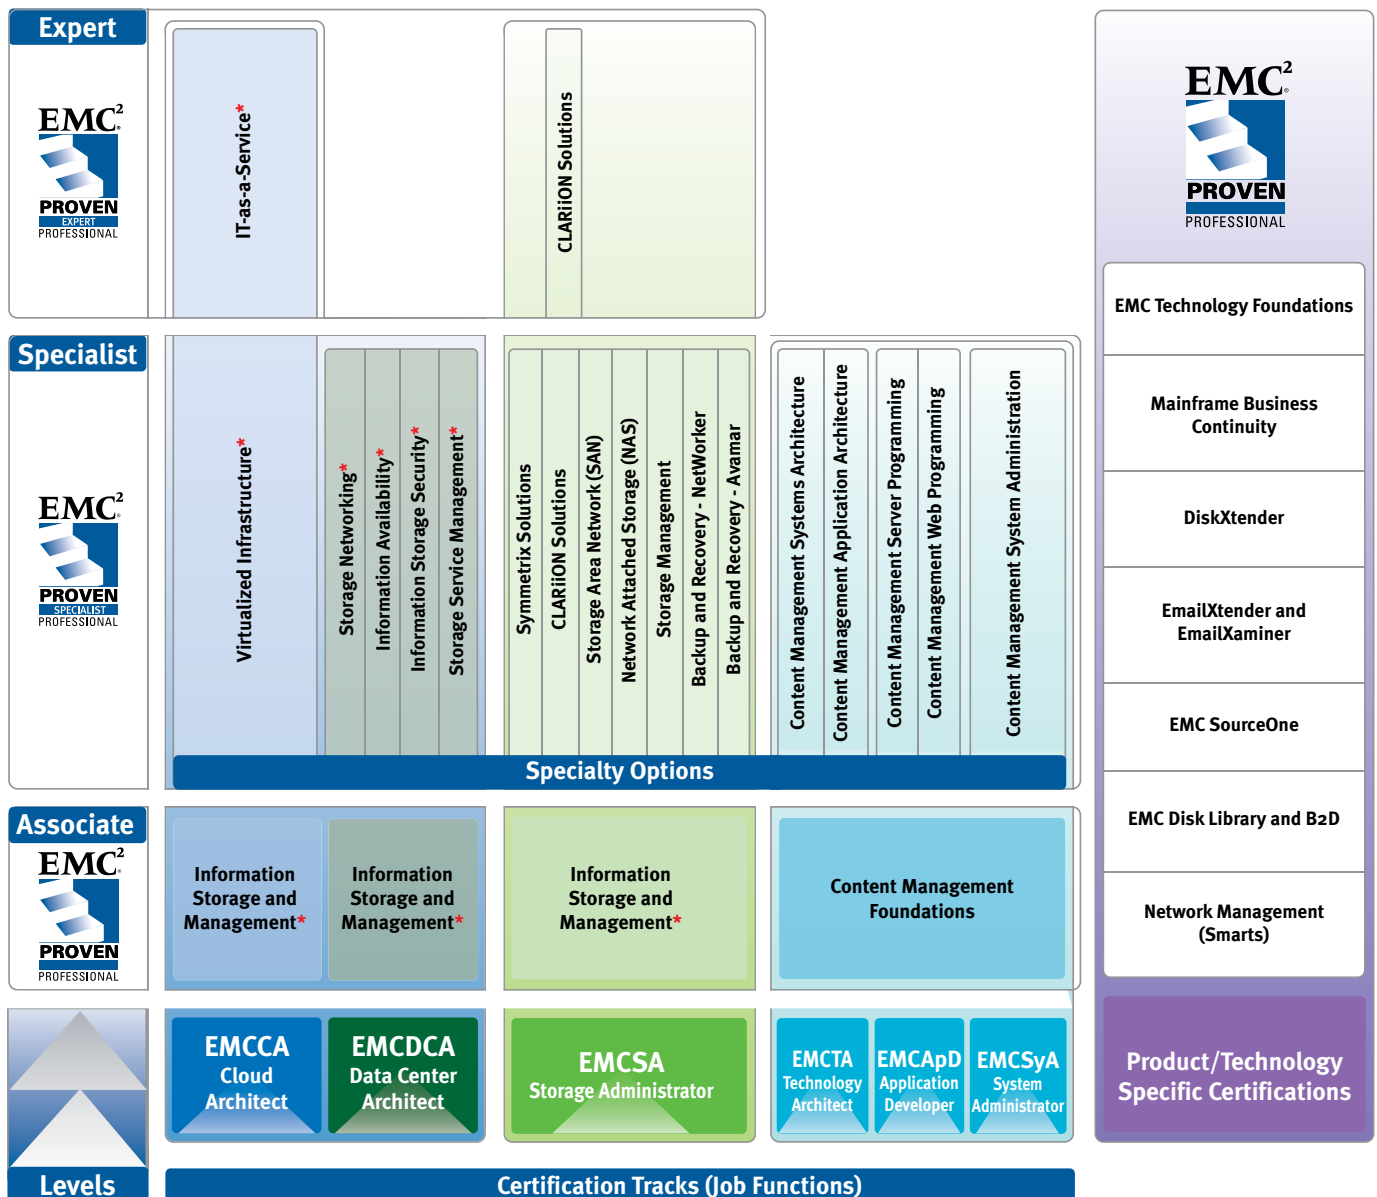 Expert
EMC²
PROVEN
EXPERT
PROFESSIONAL
IT-as-a-Service*
CLARiiON Solutions
Specialist
EMC²
PROVEN
SPECIALIST
PROFESSIONAL
Virtualized Infrastructure*
Storage Networking*
Information Availability*
Information Storage Security*
Storage Service Management*
Symmetrix Solutions
CLARiiON Solutions
Storage Area Network (SAN)
Network Attached Storage (NAS)
Storage Management
Backup and Recovery - NetWorker
Backup and Recovery - Avamar
Content Management Systems Architecture
Content Management Application Architecture
Content Management Server Programming
Content Management Web Programming
Content Management System Administration
Specialty Options
Associate
EMC²
PROVEN
PROFESSIONAL
Information
Storage and
Management*
Information
Storage and
Management*
Information
Storage and
Management*
Content Management
Foundations
EMCCA
Cloud
Architect
EMCDCA
Data Center
Architect
EMCSA
Storage Administrator
EMCTA
Technology
Architect
EMCApD
Application
Developer
EMCSyA
System
Administrator
Levels
Certification Tracks (Job Functions)
EMC²
PROVEN
PROFESSIONAL
EMC Technology Foundations
Mainframe Business
Continuity
DiskXtender
EmailXtender and
EmailXaminer
EMC SourceOne
EMC Disk Library and B2D
Network Management
(Smarts)
Product/Technology
Specific Certifications